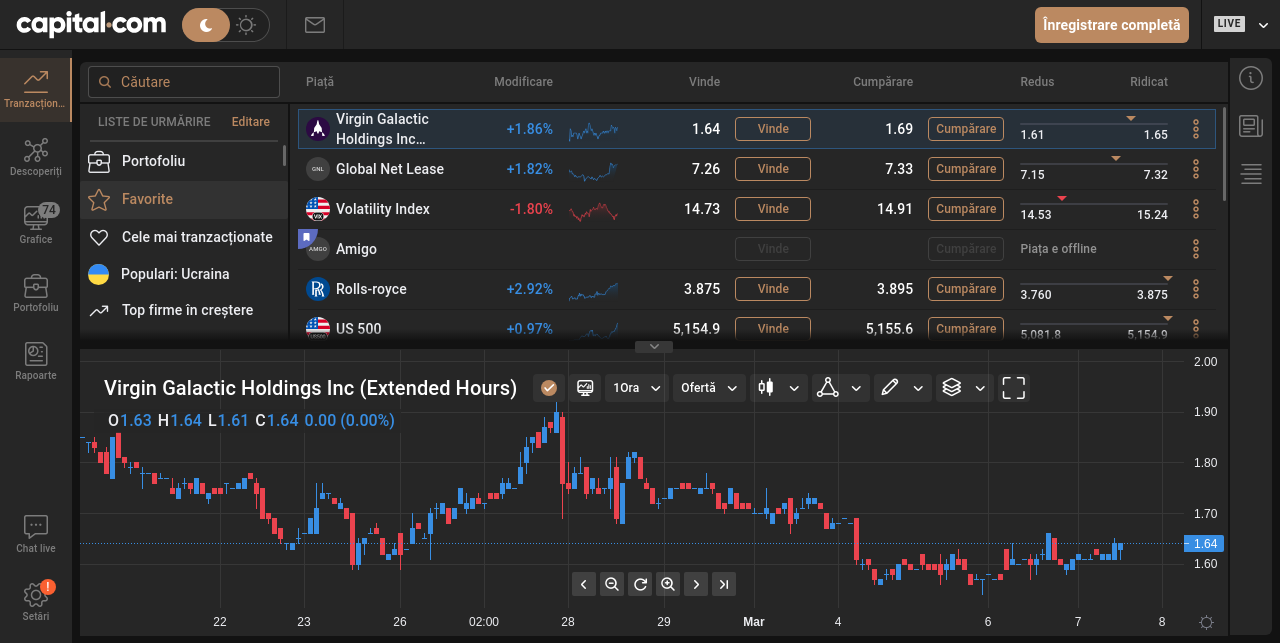 capital.com
Înregistrare completă
LIVE
Tranzacțion...
Descoperiți
74
Grafice
Portofoliu
Rapoarte
Chat live
!
Setări
Căutare
LISTE DE URMĂRIRE Editare
Portofoliu
Favorite
Cele mai tranzacționate
Populari: Ucraina
Top firme în creștere
Piață Modificare Vinde Cumpărare Redus Ridicat
Virgin Galactic
Holdings Inc... +1.86% 1.64 Vinde 1.69 Cumpărare 1.61 1.65
GNL Global Net Lease +1.82% 7.26 Vinde 7.33 Cumpărare 7.15 7.32
VIX Volatility Index -1.80% 14.73 Vinde 14.91 Cumpărare 14.53 15.24
AMGO Amigo Vinde Cumpărare Piața e offline
Rolls-royce +2.92% 3.875 Vinde 3.895 Cumpărare 3.760 3.875
US 500 +0.97% 5,154.9 Vinde 5,155.6 Cumpărare 5,081.8 5,154.9
Virgin Galactic Holdings Inc (Extended Hours) 1Ora Ofertă
O1.63 H1.64 L1.61 C1.64 0.00 (0.00%)
2.00
1.90
1.80
1.70
1.64
1.60
22 23 26 02:00 28 29 Mar 4 6 7 8